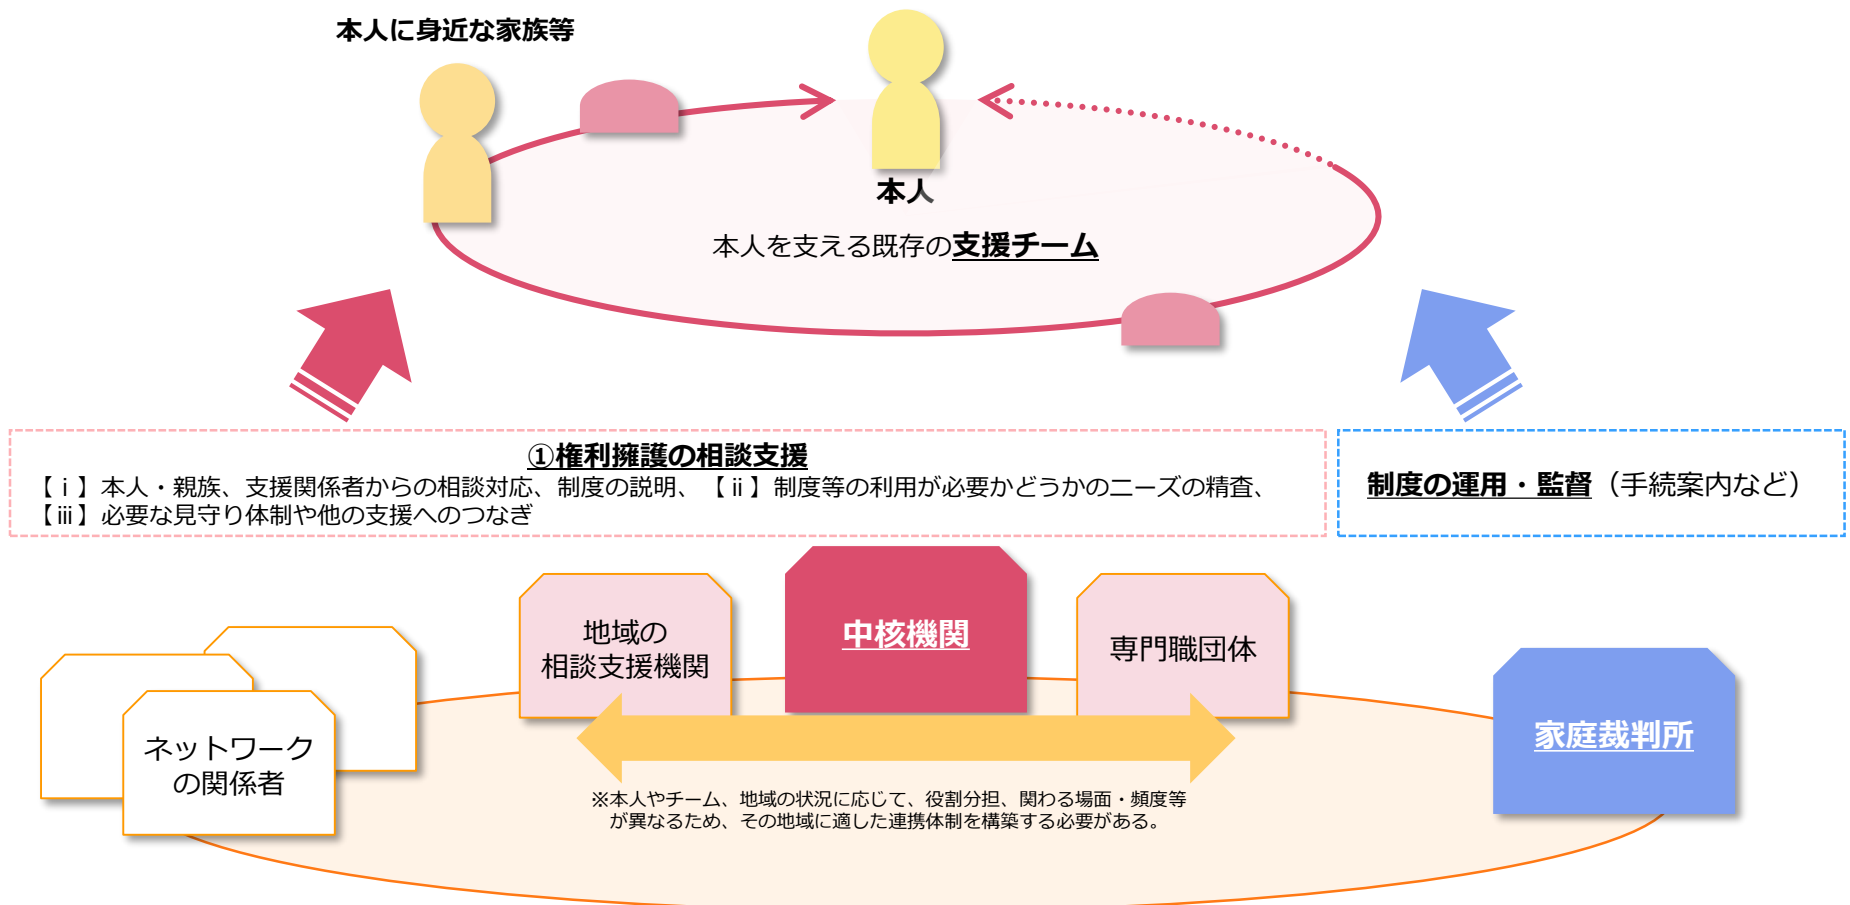 本人に身近な家族等
本人
本人を支える既存の支援チーム
①権利擁護の相談支援
【ⅰ】本人・親族、支援関係者からの相談対応、制度の説明、【ⅱ】制度等の利用が必要かどうかのニーズの精査、
【ⅲ】必要な見守り体制や他の支援へのつなぎ
制度の運用・監督（手続案内など）
地域の
相談支援機関
中核機関
専門職団体
家庭裁判所
ネットワーク
の関係者
※本人やチーム、地域の状況に応じて、役割分担、関わる場面・頻度等
が異なるため、その地域に適した連携体制を構築する必要がある。